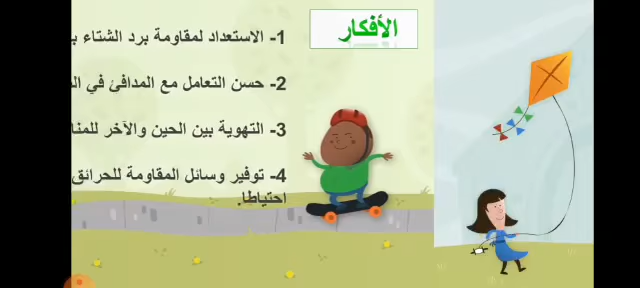 الأفكار
1- الاستعداد لمقاومة برد الشتاء
2- حسن التعامل مع المدافئ في
3- التهوية بين الحين والآخر
4- توفير وسائل المقاومة للحرائق
احتياطا.